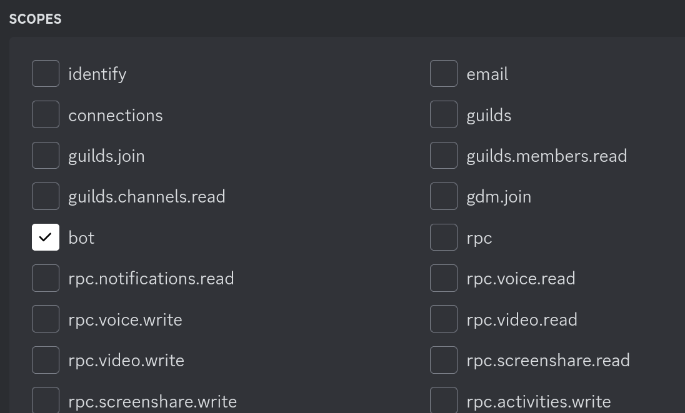 SCOPES
identify
email
connections
guilds
guilds.join
guilds.members.read
guilds.channels.read
gdm.join
bot
rpc
rpc.notifications.read
rpc.voice.read
rpc.voice.write
rpc.video.read
rpc.video.write
rpc.screenshare.read
rpc.screenshare.write
rpc.activities.write